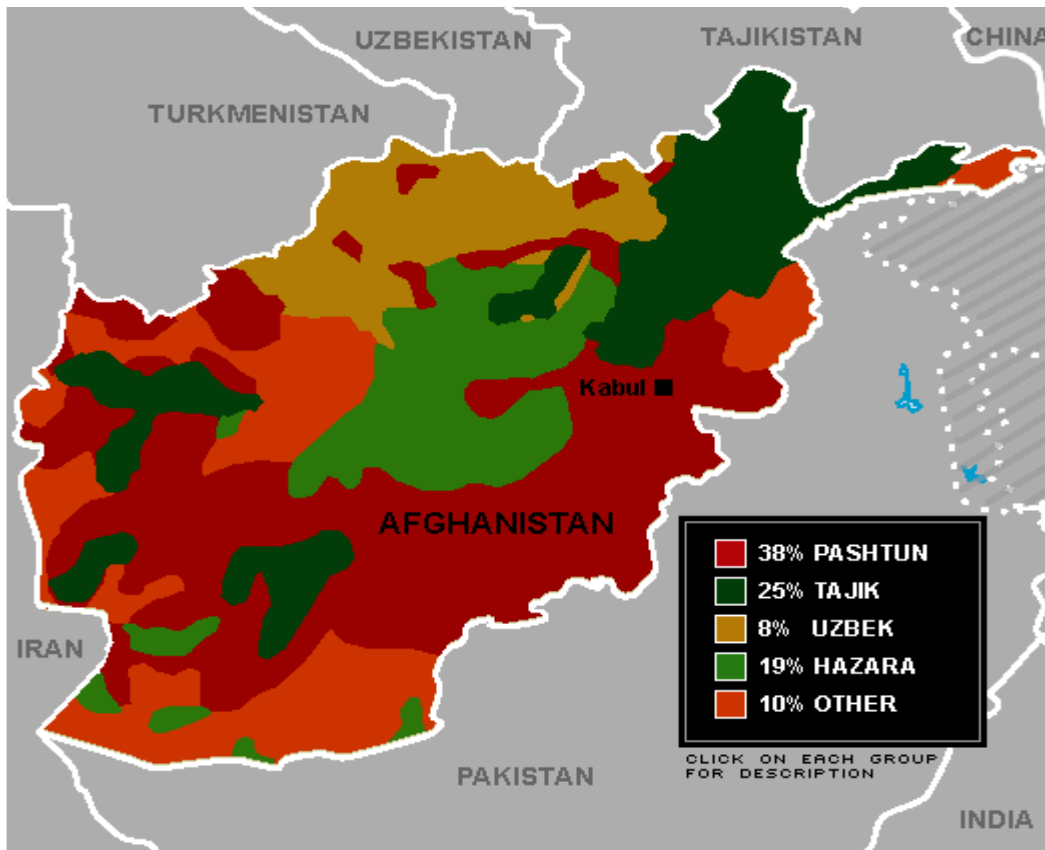 UZBEKISTAN
TAJIKISTAN
CHINA
TURKMENISTAN
Kabul
AFGHANISTAN
38% PASHTUN
25% TAJIK
8% UZBEK
19% HAZARA
10% OTHER
IRAN
CLICK ON EACH GROUP
FOR DESCRIPTION
PAKISTAN
INDIA